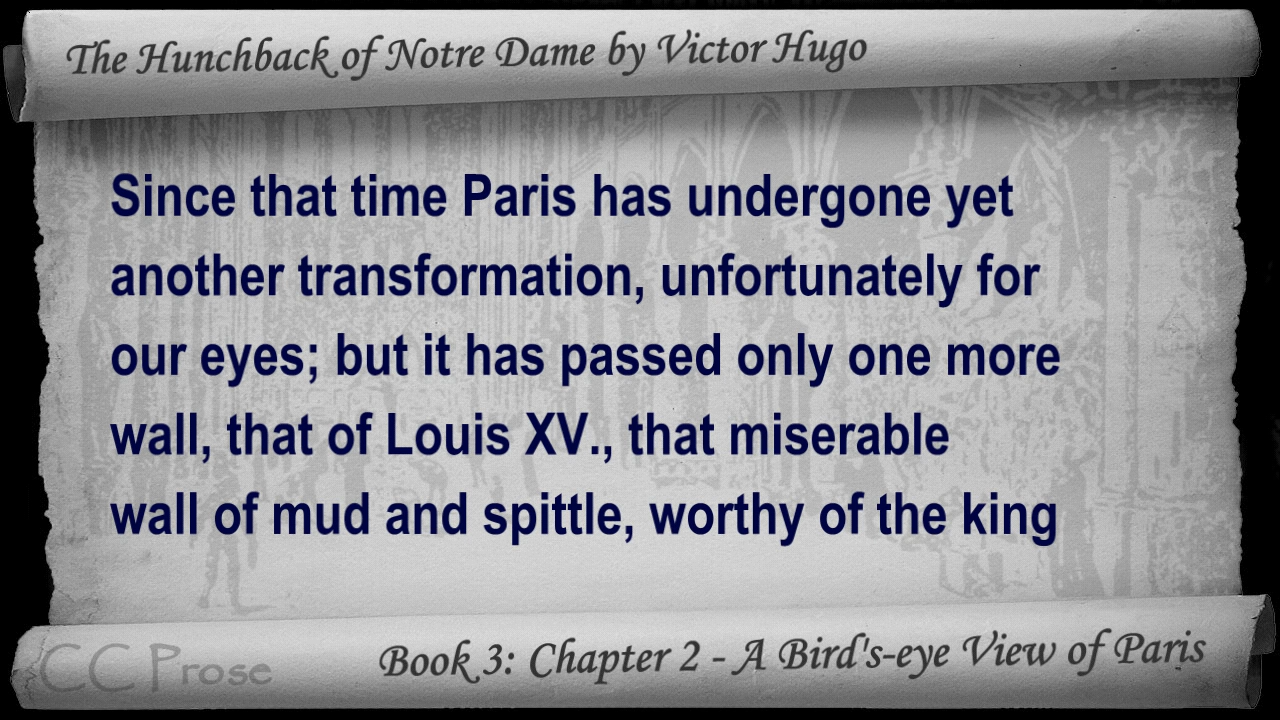 The Hunchback of Notre Dame by Victor Hugo
Since that time Paris has undergone yet
another transformation, unfortunately for
our eyes; but it has passed only one more
wall, that of Louis XV., that miserable
wall of mud and spittle, worthy of the king
CC Prose
Book 3: Chapter 2 - A Bird's-eye View of Paris